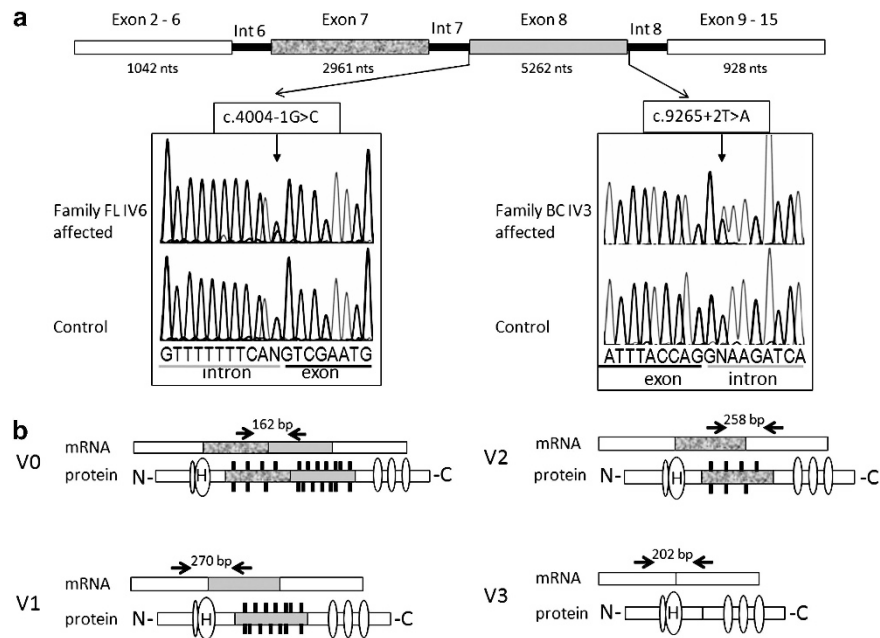 a
Exon 2 - 6 Int 6 Exon 7 Int 7 Exon 8 Int 8 Exon 9 - 15
1042 nts 2961 nts 5262 nts 928 nts
c.4004-1G>C c.9265+2T>A
Family FL IV6 affected
Family BC IV3 affected
Control Control
GTTTTTTTCANGTCGAATG ATTTACCAGGNAAGATCA
intron exon exon intron
b
V0 mRNA 162 bp
protein N- H -C
V2 mRNA 258 bp
protein N- H -C
V1 mRNA 270 bp
protein N- H -C
V3 mRNA 202 bp
protein N- H -C